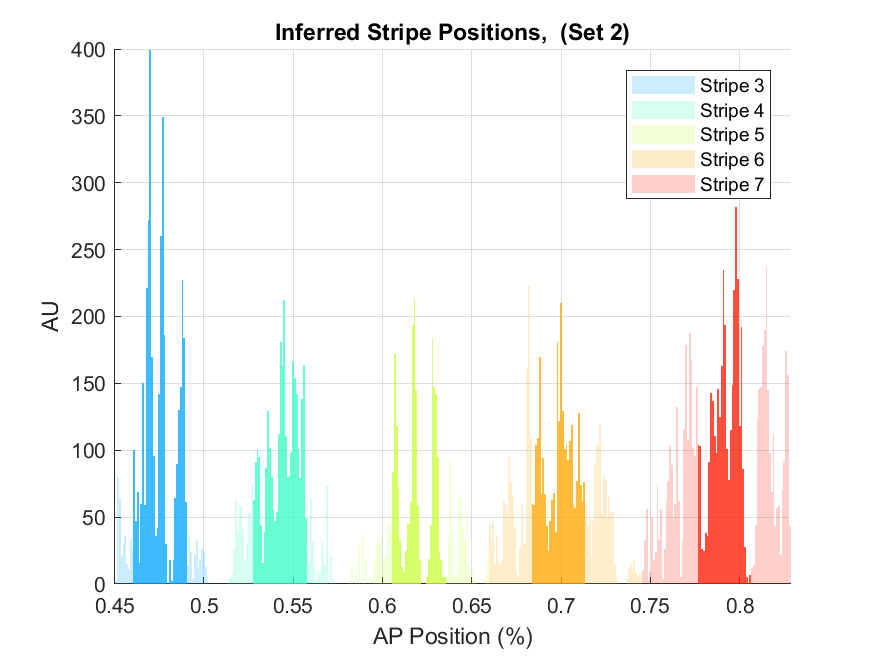 Inferred Stripe Positions,  (Set 2)
400
350
300
250
200
150
100
50
0
AU
Stripe 3
Stripe 4
Stripe 5
Stripe 6
Stripe 7
0.45 0.5 0.55 0.6 0.65 0.7 0.75 0.8
AP Position (%)